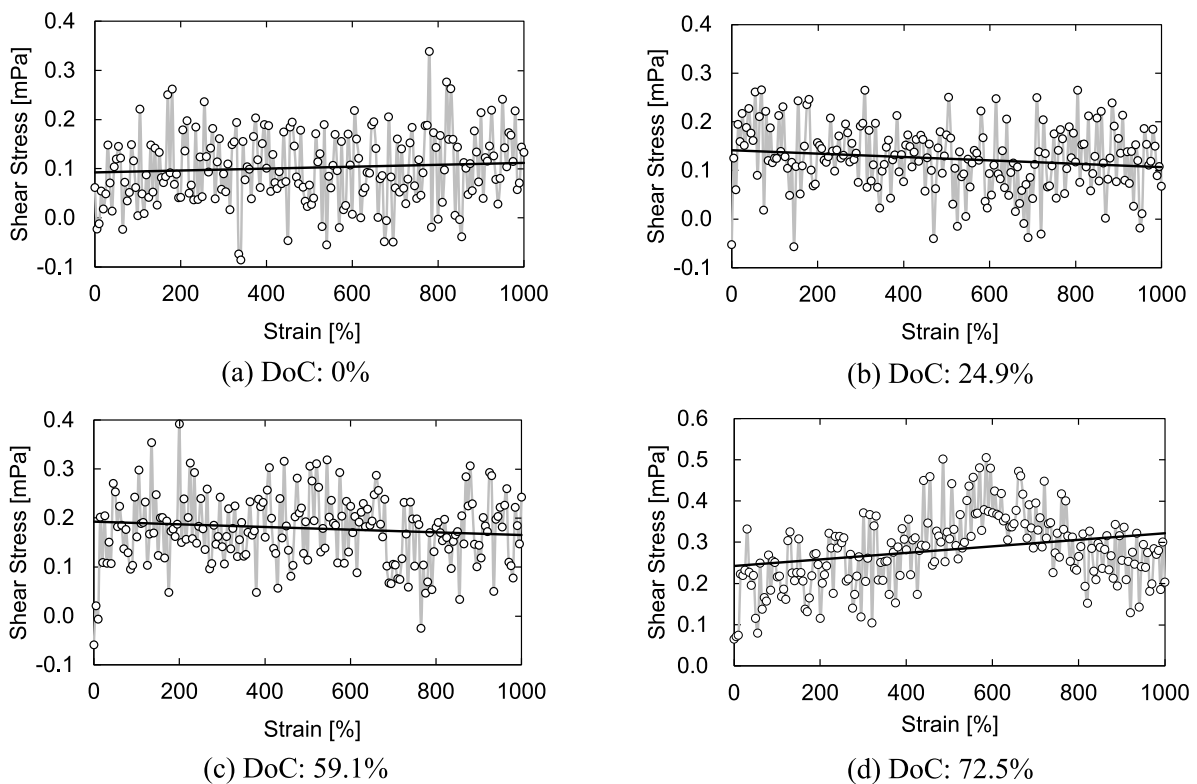 Shear Stress [mPa]
0.4
0.3
0.2
0.1
0.0
-0.1
0 200 400 600 800 1000
Strain [%]
(a) DoC: 0%
Shear Stress [mPa]
0.4
0.3
0.2
0.1
0.0
-0.1
0 200 400 600 800 1000
Strain [%]
(b) DoC: 24.9%
Shear Stress [mPa]
0.4
0.3
0.2
0.1
0.0
-0.1
0 200 400 600 800 1000
Strain [%]
(c) DoC: 59.1%
Shear Stress [mPa]
0.6
0.5
0.4
0.3
0.2
0.1
0.0
0 200 400 600 800 1000
Strain [%]
(d) DoC: 72.5%